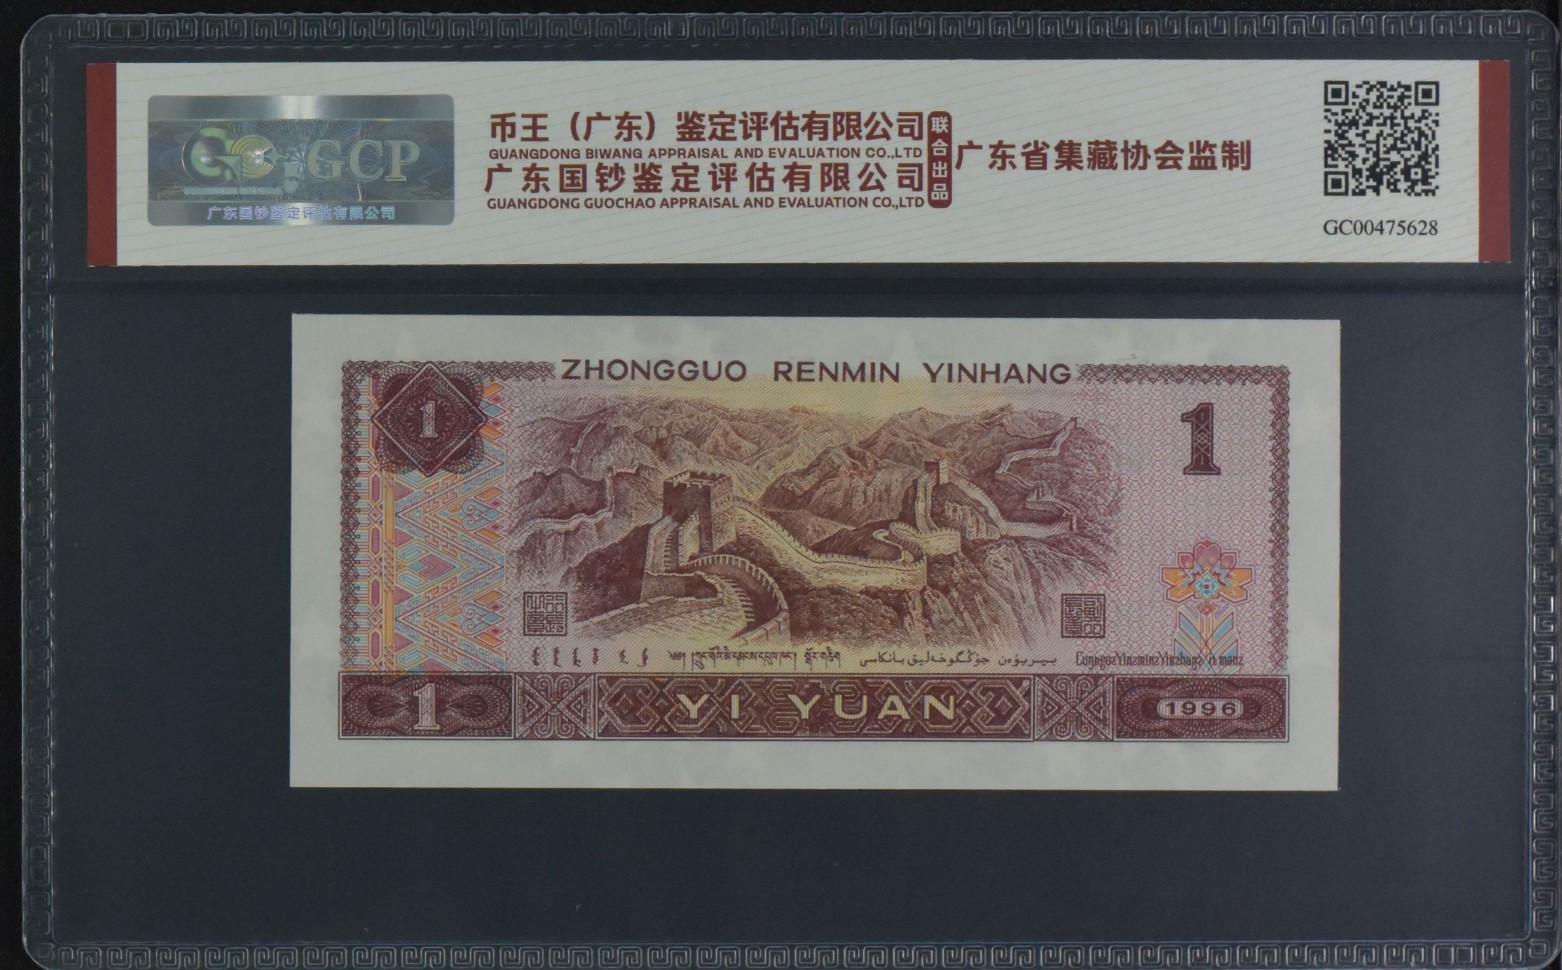 GCP
广东国钞鉴定评估有限公司
币王（广东）鉴定评估有限公司
GUANGDONG BIWANG APPRAISAL AND EVALUATION CO.,LTD
广东国钞鉴定评估有限公司
GUANGDONG GUOCHAO APPRAISAL AND EVALUATION CO.,LTD
联合出品
广东省集藏协会监制
GC00475628
ZHONGGUO RENMIN YINHANG
1
1
YI YUAN
1
1996